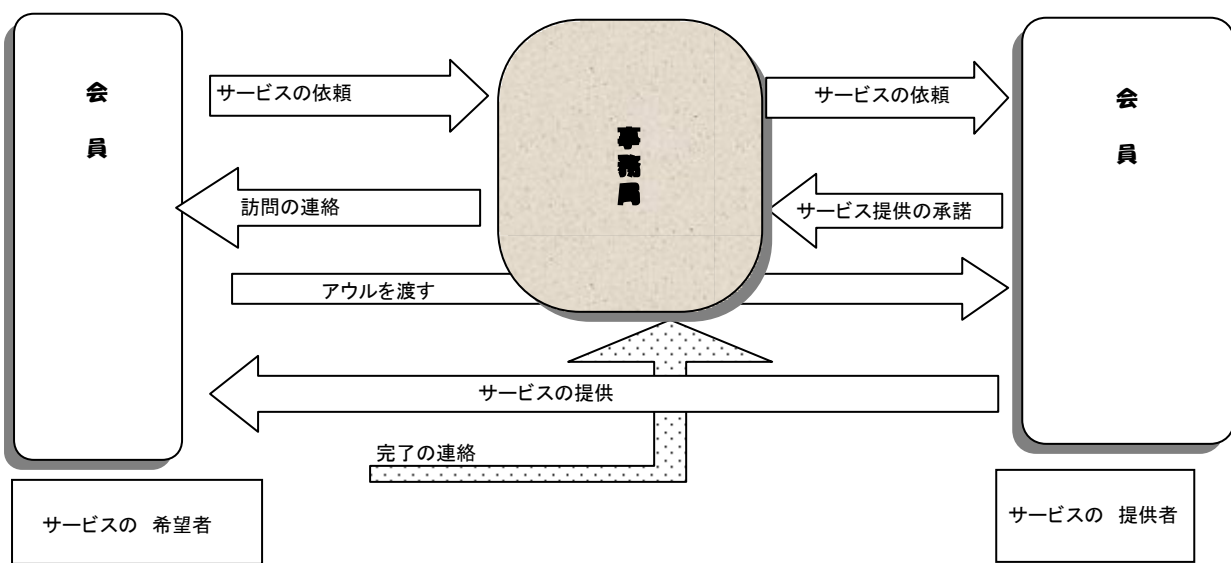 会
員
サービスの依頼
事
務
局
サービスの依頼
会
員
訪問の連絡
サービス提供の承諾
アウルを渡す
サービスの提供
完了の連絡
サービスの 希望者
サービスの 提供者